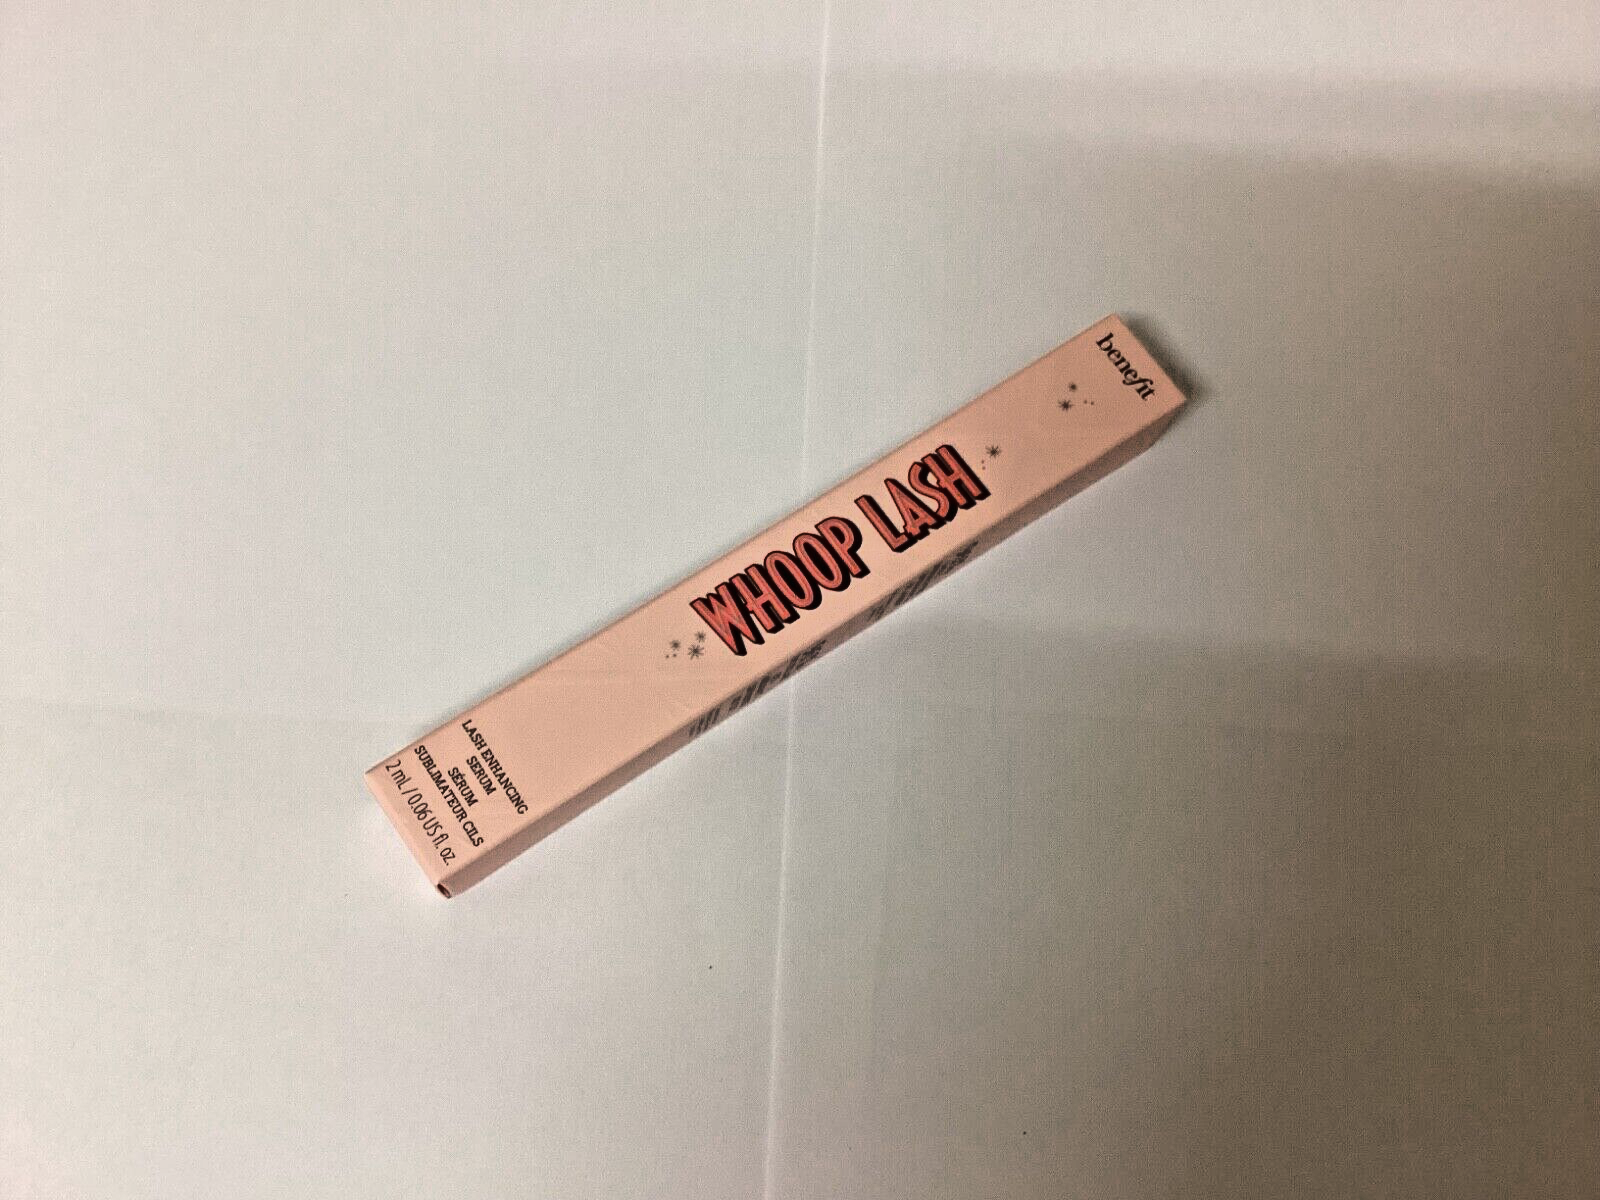 benefit
WHOOP LASH
LASH ENHANCING
SERUM
SÉRUM
SUBLIMATEUR CILS
2 mL / 0.06 US fl. oz.